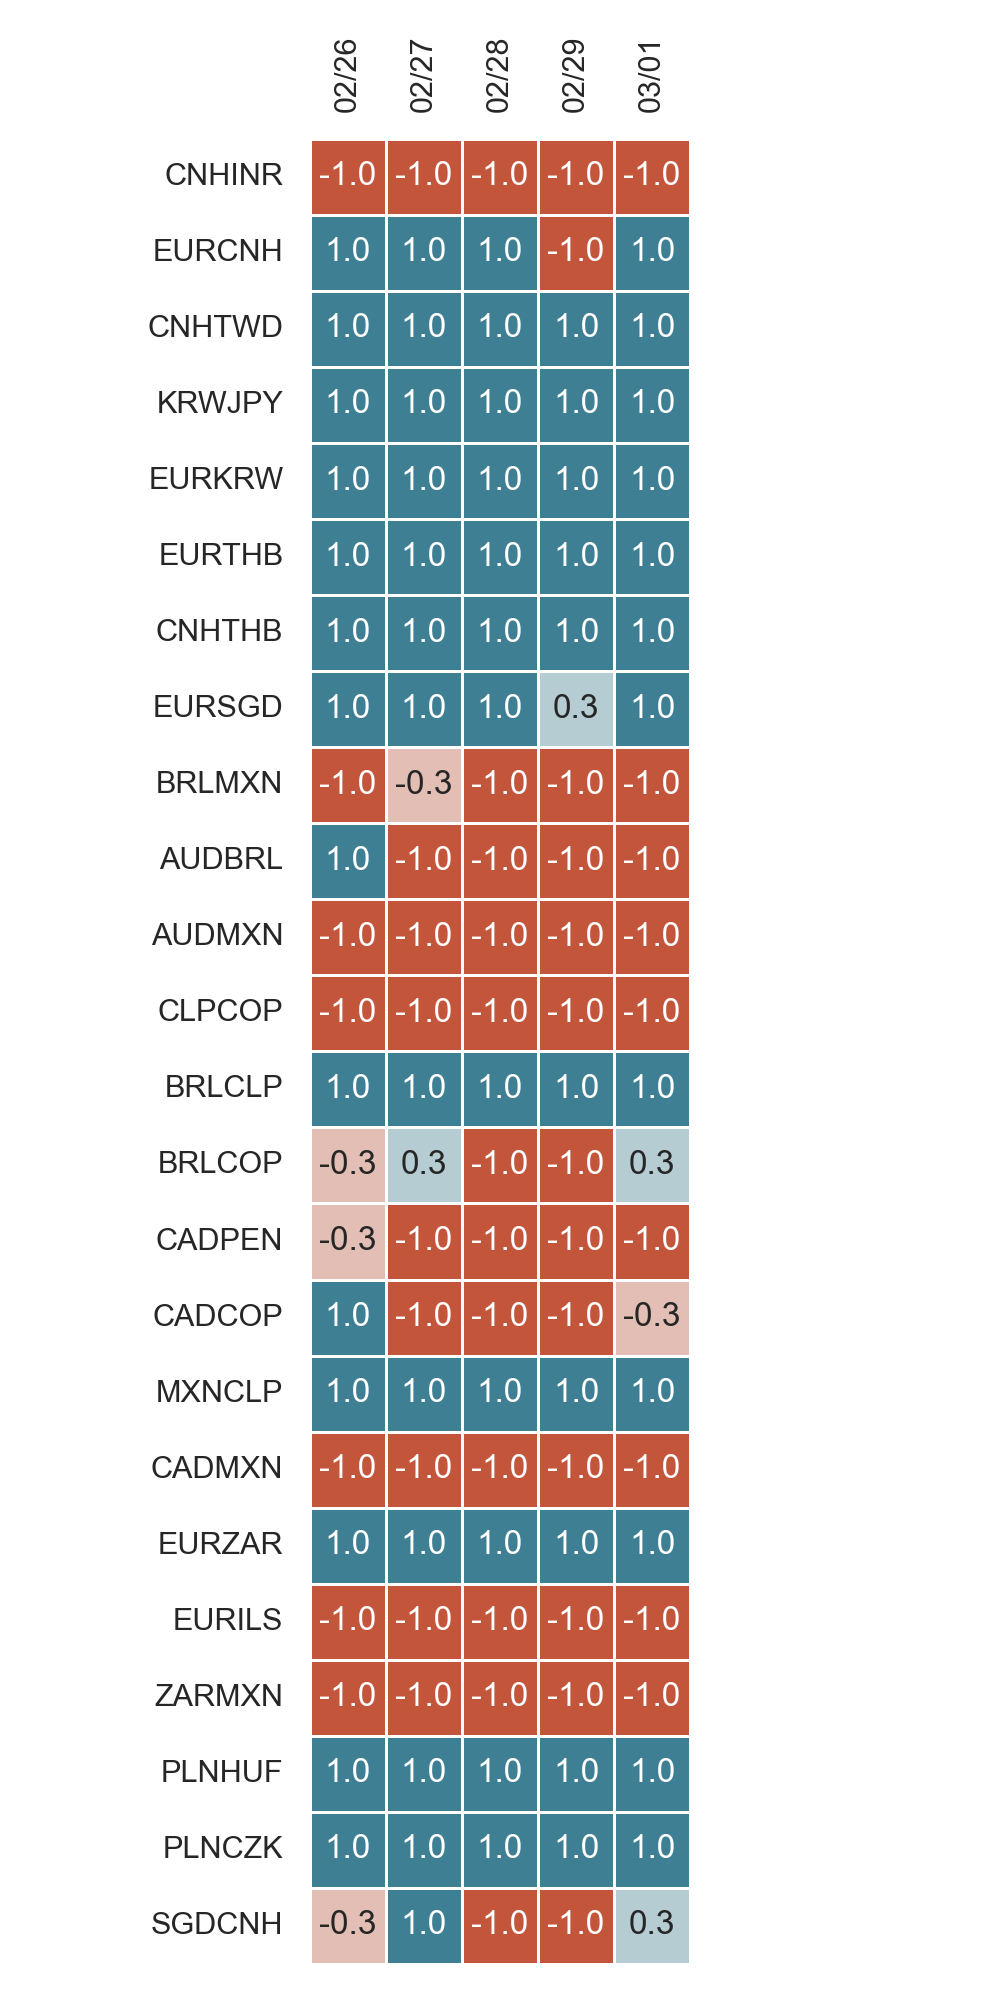 02/26 02/27 02/28 02/29 03/01
CNHINR -1.0 -1.0 -1.0 -1.0 -1.0
EURCNH 1.0 1.0 1.0 -1.0 1.0
CNHTWD 1.0 1.0 1.0 1.0 1.0
KRWJPY 1.0 1.0 1.0 1.0 1.0
EURKRW 1.0 1.0 1.0 1.0 1.0
EURTHB 1.0 1.0 1.0 1.0 1.0
CNHTHB 1.0 1.0 1.0 1.0 1.0
EURSGD 1.0 1.0 1.0 0.3 1.0
BRLMXN -1.0 -0.3 -1.0 -1.0 -1.0
AUDBRL 1.0 -1.0 -1.0 -1.0 -1.0
AUDMXN -1.0 -1.0 -1.0 -1.0 -1.0
CLPCOP -1.0 -1.0 -1.0 -1.0 -1.0
BRLCLP 1.0 1.0 1.0 1.0 1.0
BRLCOP -0.3 0.3 -1.0 -1.0 0.3
CADPEN -0.3 -1.0 -1.0 -1.0 -1.0
CADCOP 1.0 -1.0 -1.0 -1.0 -0.3
MXNCLP 1.0 1.0 1.0 1.0 1.0
CADMXN -1.0 -1.0 -1.0 -1.0 -1.0
EURZAR 1.0 1.0 1.0 1.0 1.0
EURILS -1.0 -1.0 -1.0 -1.0 -1.0
ZARMXN -1.0 -1.0 -1.0 -1.0 -1.0
PLNHUF 1.0 1.0 1.0 1.0 1.0
PLNCZK 1.0 1.0 1.0 1.0 1.0
SGDCNH -0.3 1.0 -1.0 -1.0 0.3